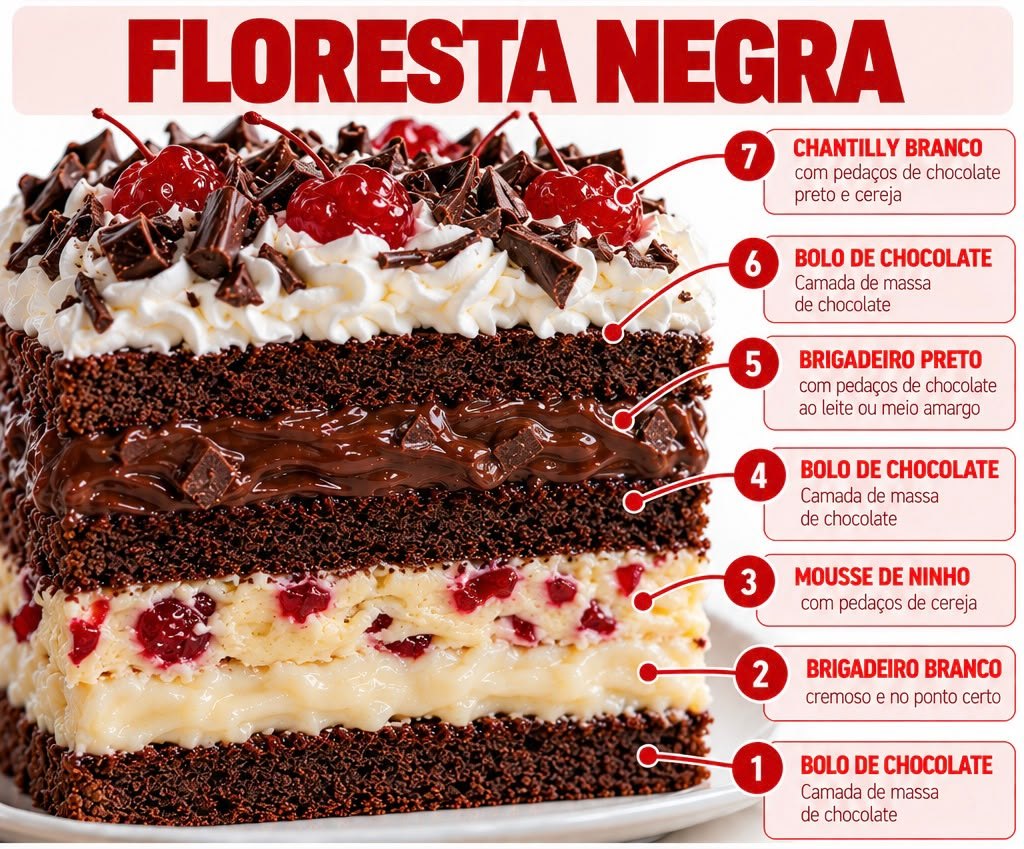 FLORESTA NEGRA
7
CHANTILLY BRANCO
com pedaços de chocolate
preto e cereja
6
BOLO DE CHOCOLATE
Camada de massa
de chocolate
5
BRIGADEIRO PRETO
com pedaços de chocolate
ao leite ou meio amargo
4
BOLO DE CHOCOLATE
Camada de massa
de chocolate
3
MOUSSE DE NINHO
com pedaços de cereja
2
BRIGADEIRO BRANCO
cremoso e no ponto certo
1
BOLO DE CHOCOLATE
Camada de massa
de chocolate